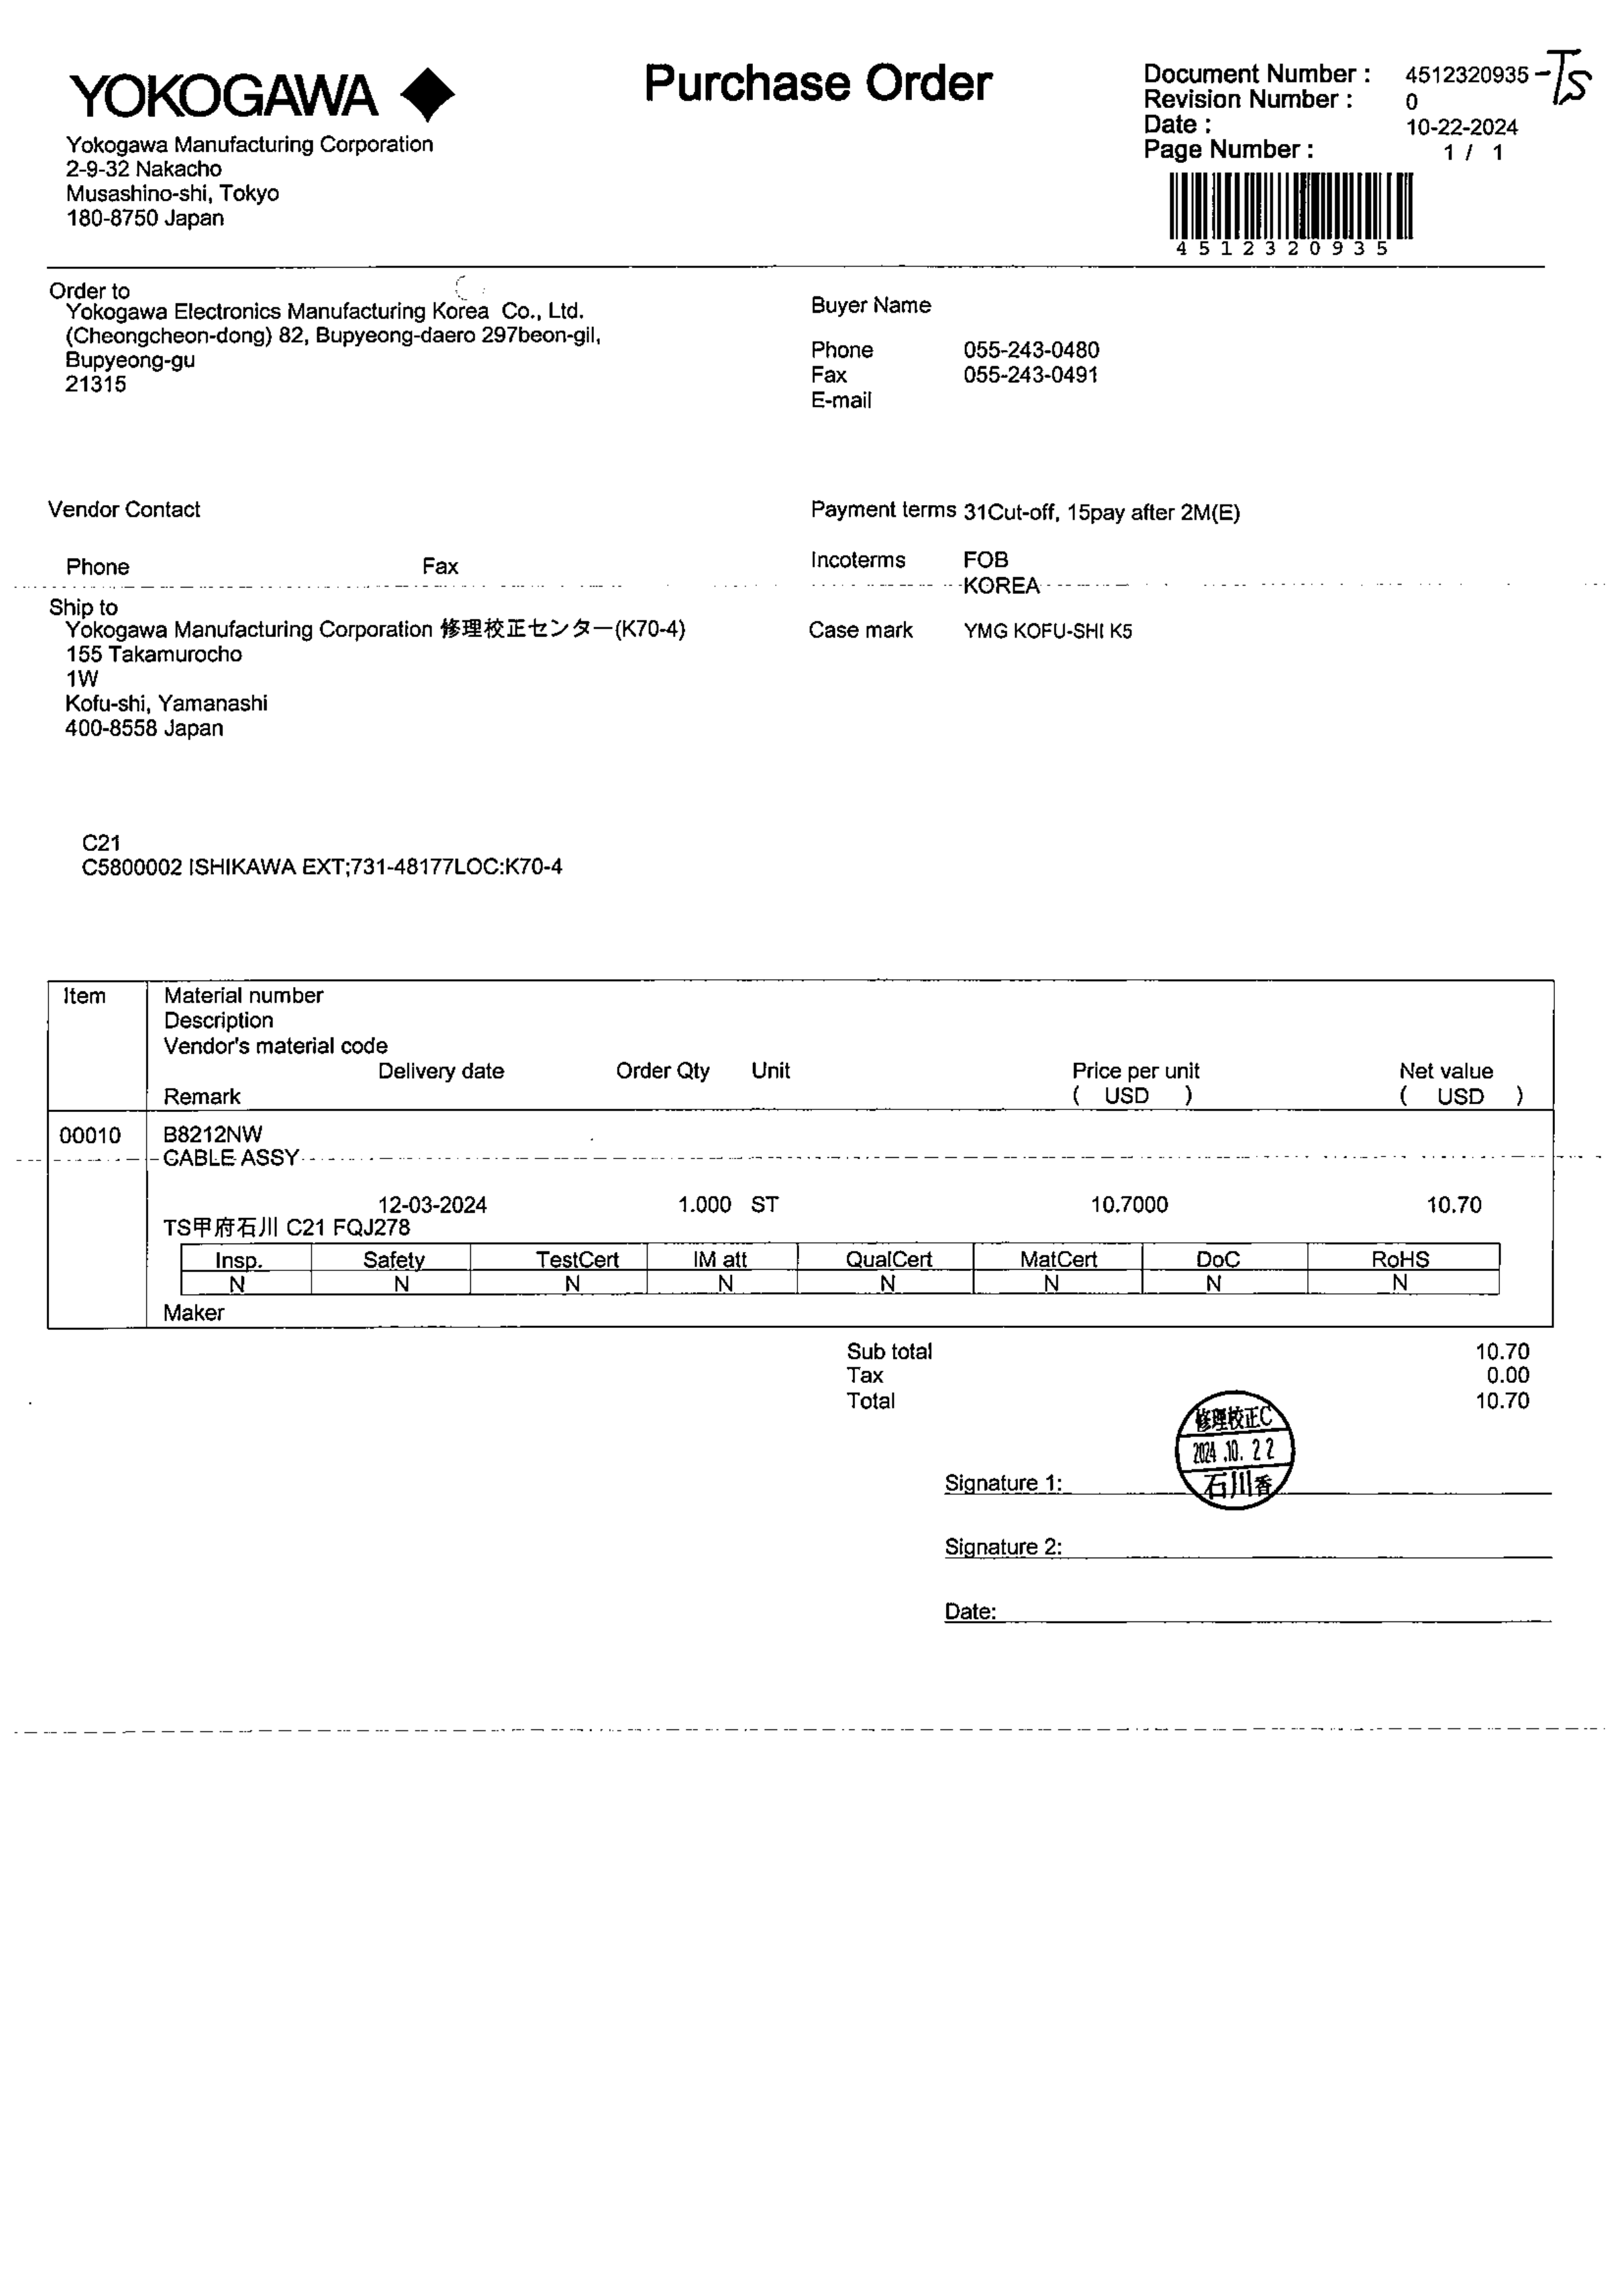 YOKOGAWA
Purchase Order
Document Number : 4512320935 -TS
Revision Number : 0
Date : 10-22-2024
Page Number : 1 / 1
4512320935
Yokogawa Manufacturing Corporation
2-9-32 Nakacho
Musashino-shi, Tokyo
180-8750 Japan
Order to
Yokogawa Electronics Manufacturing Korea Co., Ltd.
(Cheongcheon-dong) 82, Bupyeong-daero 297beon-gil,
Bupyeong-gu
21315
Buyer Name
Phone 055-243-0480
Fax 055-243-0491
E-mail
Vendor Contact
Phone Fax
Payment terms 31Cut-off, 15pay after 2M(E)
Incoterms FOB
KOREA
Ship to
Yokogawa Manufacturing Corporation 修理校正センター(K70-4)
155 Takamurocho
1W
Kofu-shi, Yamanashi
400-8558 Japan
Case mark YMG KOFU-SHI K5
C21
C5800002 ISHIKAWA EXT;731-48177LOC:K70-4
Item Material number
Description
Vendor's material code
Delivery date Order Qty Unit Price per unit Net value
Remark ( USD ) ( USD )
00010 B8212NW
CABLE ASSY
12-03-2024 1.000 ST 10.7000 10.70
TS甲府石川 C21 FQJ278
Insp. Safety TestCert IM att QualCert MatCert DoC RoHS
N N N N N N N N
Maker
Sub total 10.70
Tax 0.00
Total 10.70
修理校正C
2024.10.22
石川香
Signature 1:
Signature 2:
Date: